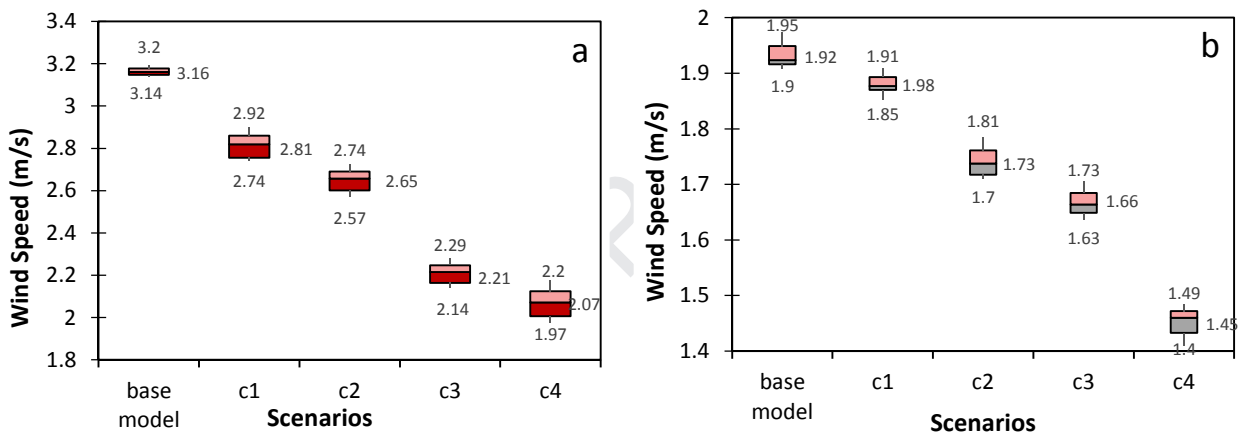 a
Wind Speed (m/s)
3.4
3.2
3
2.8
2.6
2.4
2.2
2
1.8
3.2
3.16
3.14
2.92
2.81
2.74
2.74
2.65
2.57
2.29
2.21
2.14
2.2
2.07
1.97
base
model
c1
c2
c3
c4
Scenarios
b
Wind Speed (m/s)
2
1.9
1.8
1.7
1.6
1.5
1.4
1.95
1.92
1.9
1.91
1.98
1.85
1.81
1.73
1.7
1.73
1.66
1.63
1.49
1.45
1.4
base
model
c1
c2
c3
c4
Scenarios